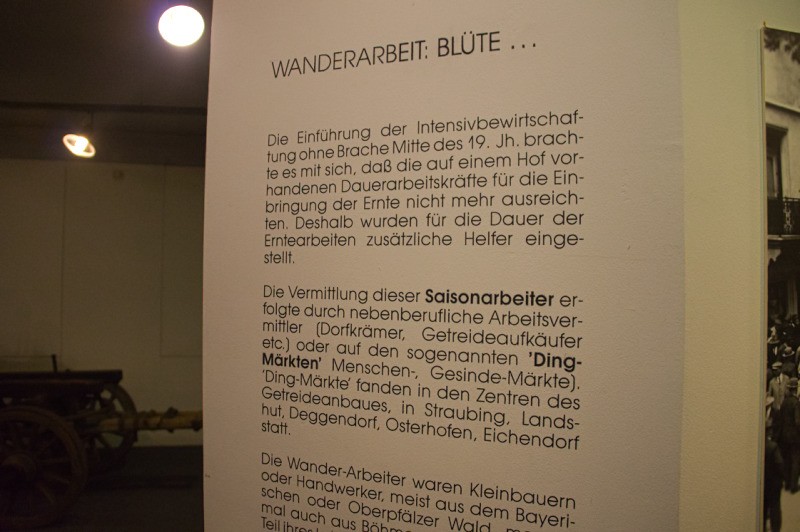 WANDERARBEIT: BLÜTE ...
Die Einführung der Intensivbewirtschaf-
tung ohne Brache Mitte des 19. Jh. brach-
te es mit sich, daß die auf einem Hof vor-
handenen Dauerarbeitskräfte für die Ein-
bringung der Ernte nicht mehr ausreich-
ten. Deshalb wurden für die Dauer der
Erntearbeiten zusätzliche Helfer einge-
stellt.
Die Vermittlung dieser Saisonarbeiter er-
folgte durch nebenberufliche Arbeitsver-
mittler (Dorfkrämer, Getreideaufkäufer
etc.) oder auf den sogenannten 'Ding-
Märkten' Menschen-, Gesinde-Märkte).
'Ding-Märkte' fanden in den Zentren des
Getreideanbaues, in Straubing, Lands-
hut, Deggendorf, Osterhofen, Eichendorf
statt.
Die Wander-Arbeiter waren Kleinbauern
oder Handwerker, meist aus dem Bayeri-
schen oder Oberpfälzer Wald,
mal auch aus